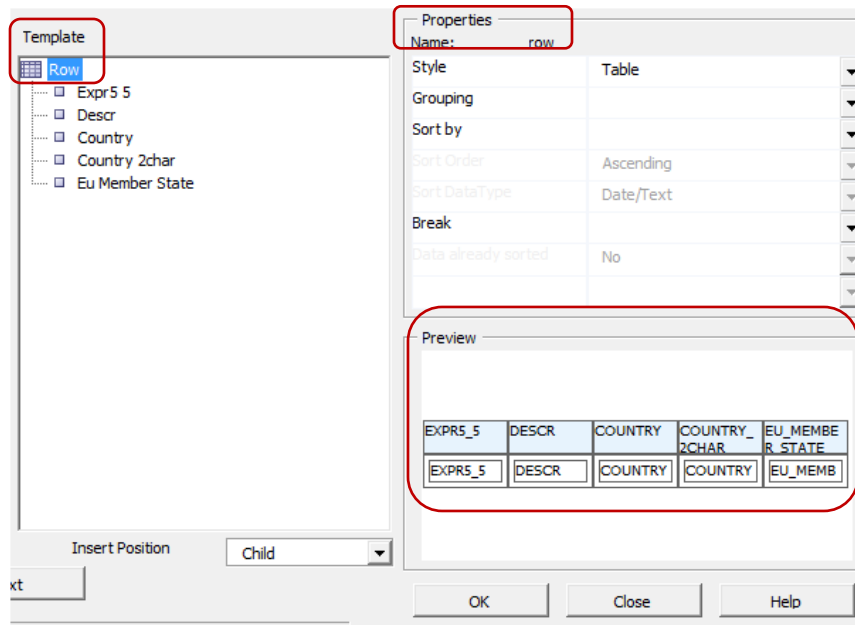 Template
Row
Expr5 5
Descr
Country
Country 2char
Eu Member State
Insert Position
Child
xt
Properties
Name: row
Style Table
Grouping
Sort by
Sort Order Ascending
Sort DataType Date/Text
Break
Data already sorted No
Preview
EXPR5_5 DESCR COUNTRY COUNTRY_ EU_MEMBE
2CHAR R_STATE
EXPR5_5 DESCR COUNTRY COUNTRY EU_MEMB
OK Close Help